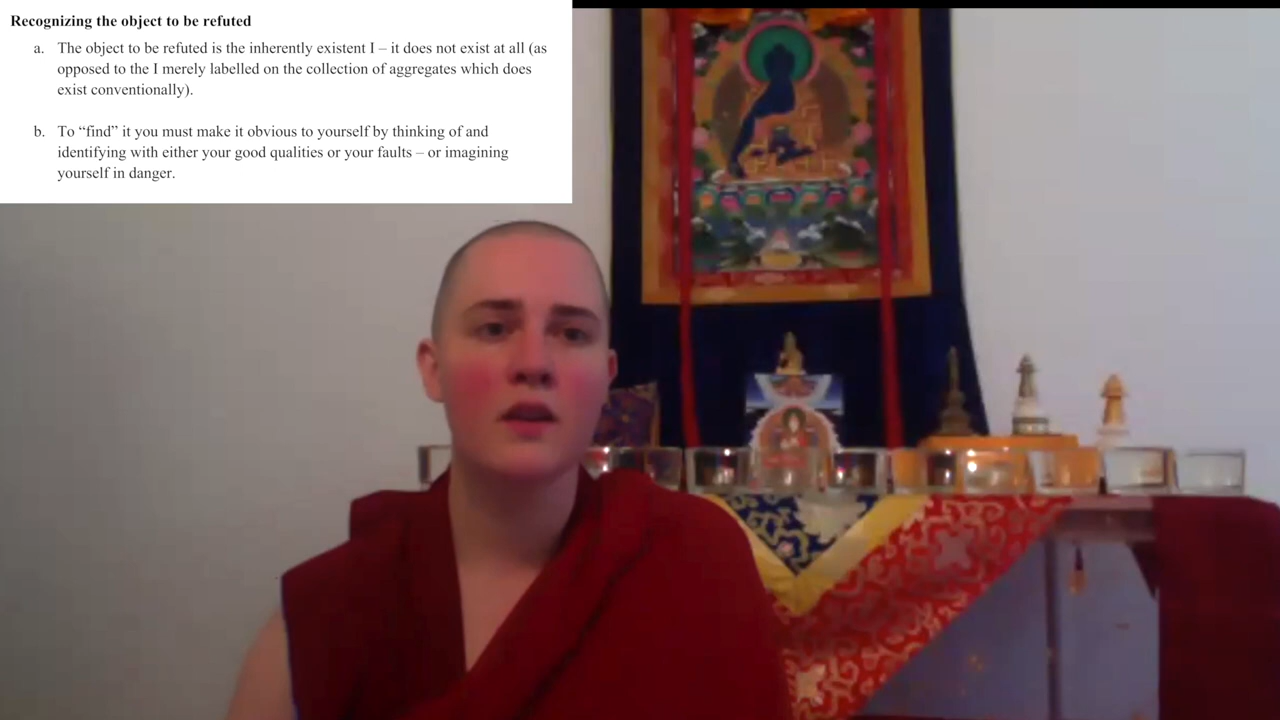 Recognizing the object to be refuted
a. The object to be refuted is the inherently existent I – it does not exist at all (as
opposed to the I merely labelled on the collection of aggregates which does
exist conventionally).
b. To “find” it you must make it obvious to yourself by thinking of and
identifying with either your good qualities or your faults – or imagining
yourself in danger.